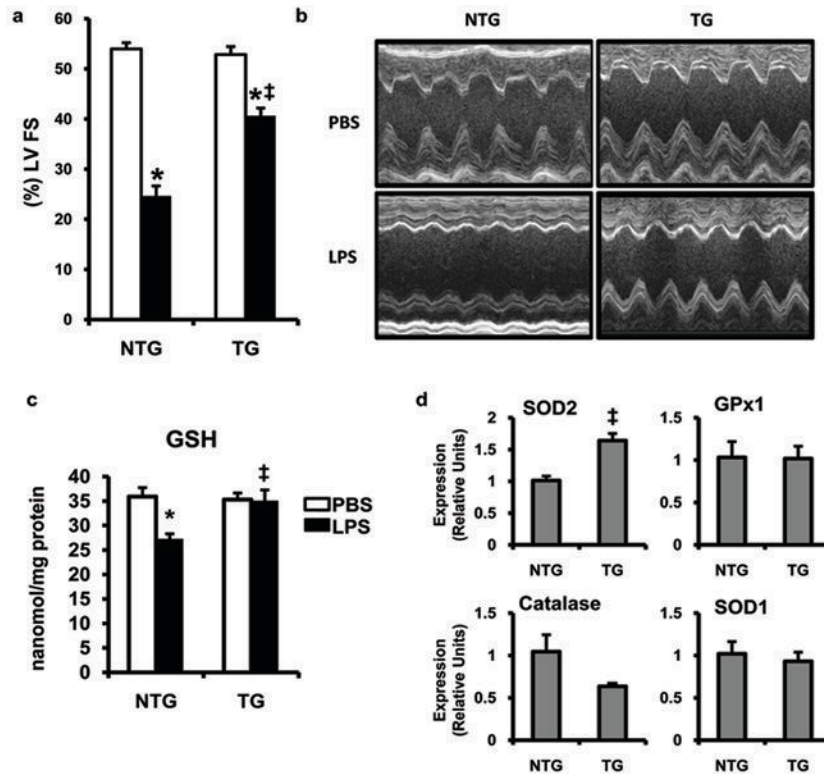 a
(%) LV FS
60
50
40
30
20
10
0
*
*‡
NTG TG
b
NTG TG
PBS
LPS
c
GSH
nanomol/mg protein
40
35
30
25
20
15
10
5
0
*
‡
NTG TG
PBS
LPS
d
SOD2
Expression
(Relative Units)
2
1.5
1
0.5
0
‡
NTG TG
GPx1
1.5
1
0.5
0
NTG TG
Catalase
Expression
(Relative Units)
1.5
1
0.5
0
NTG TG
SOD1
1.5
1
0.5
0
NTG TG